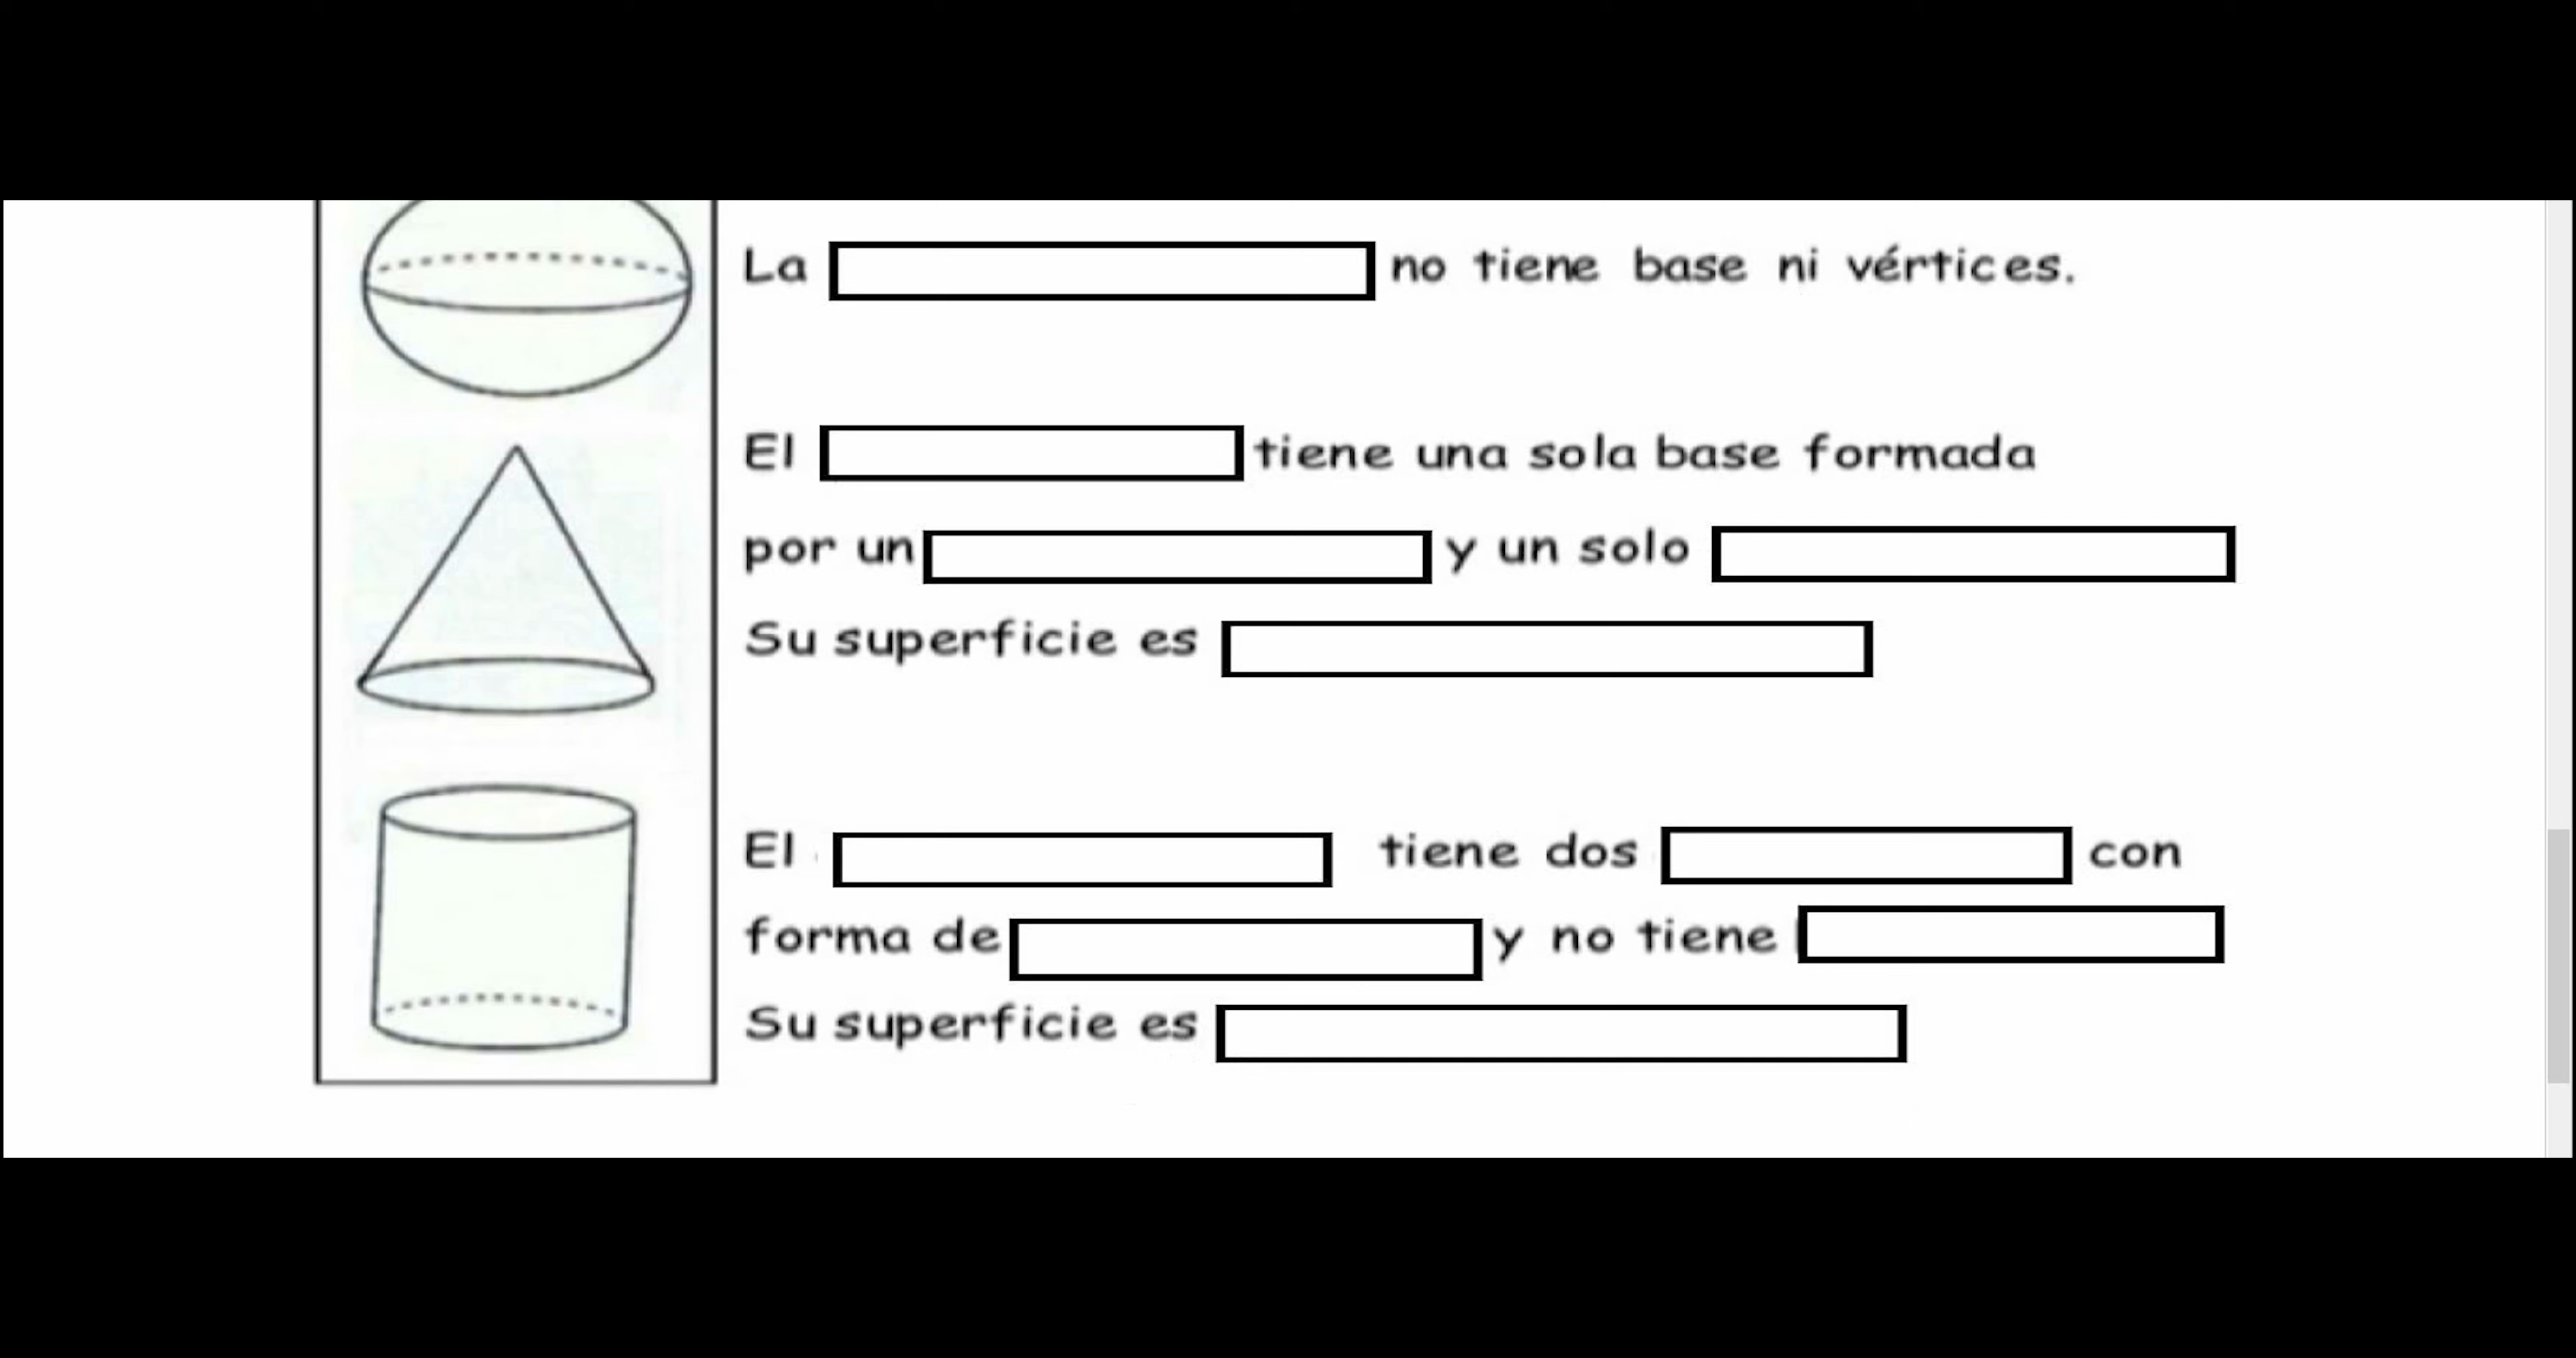 La no tiene base ni vértices.
El tiene una sola base formada
por un y un solo
Su superficie es
El tiene dos con
forma de y no tiene
Su superficie es